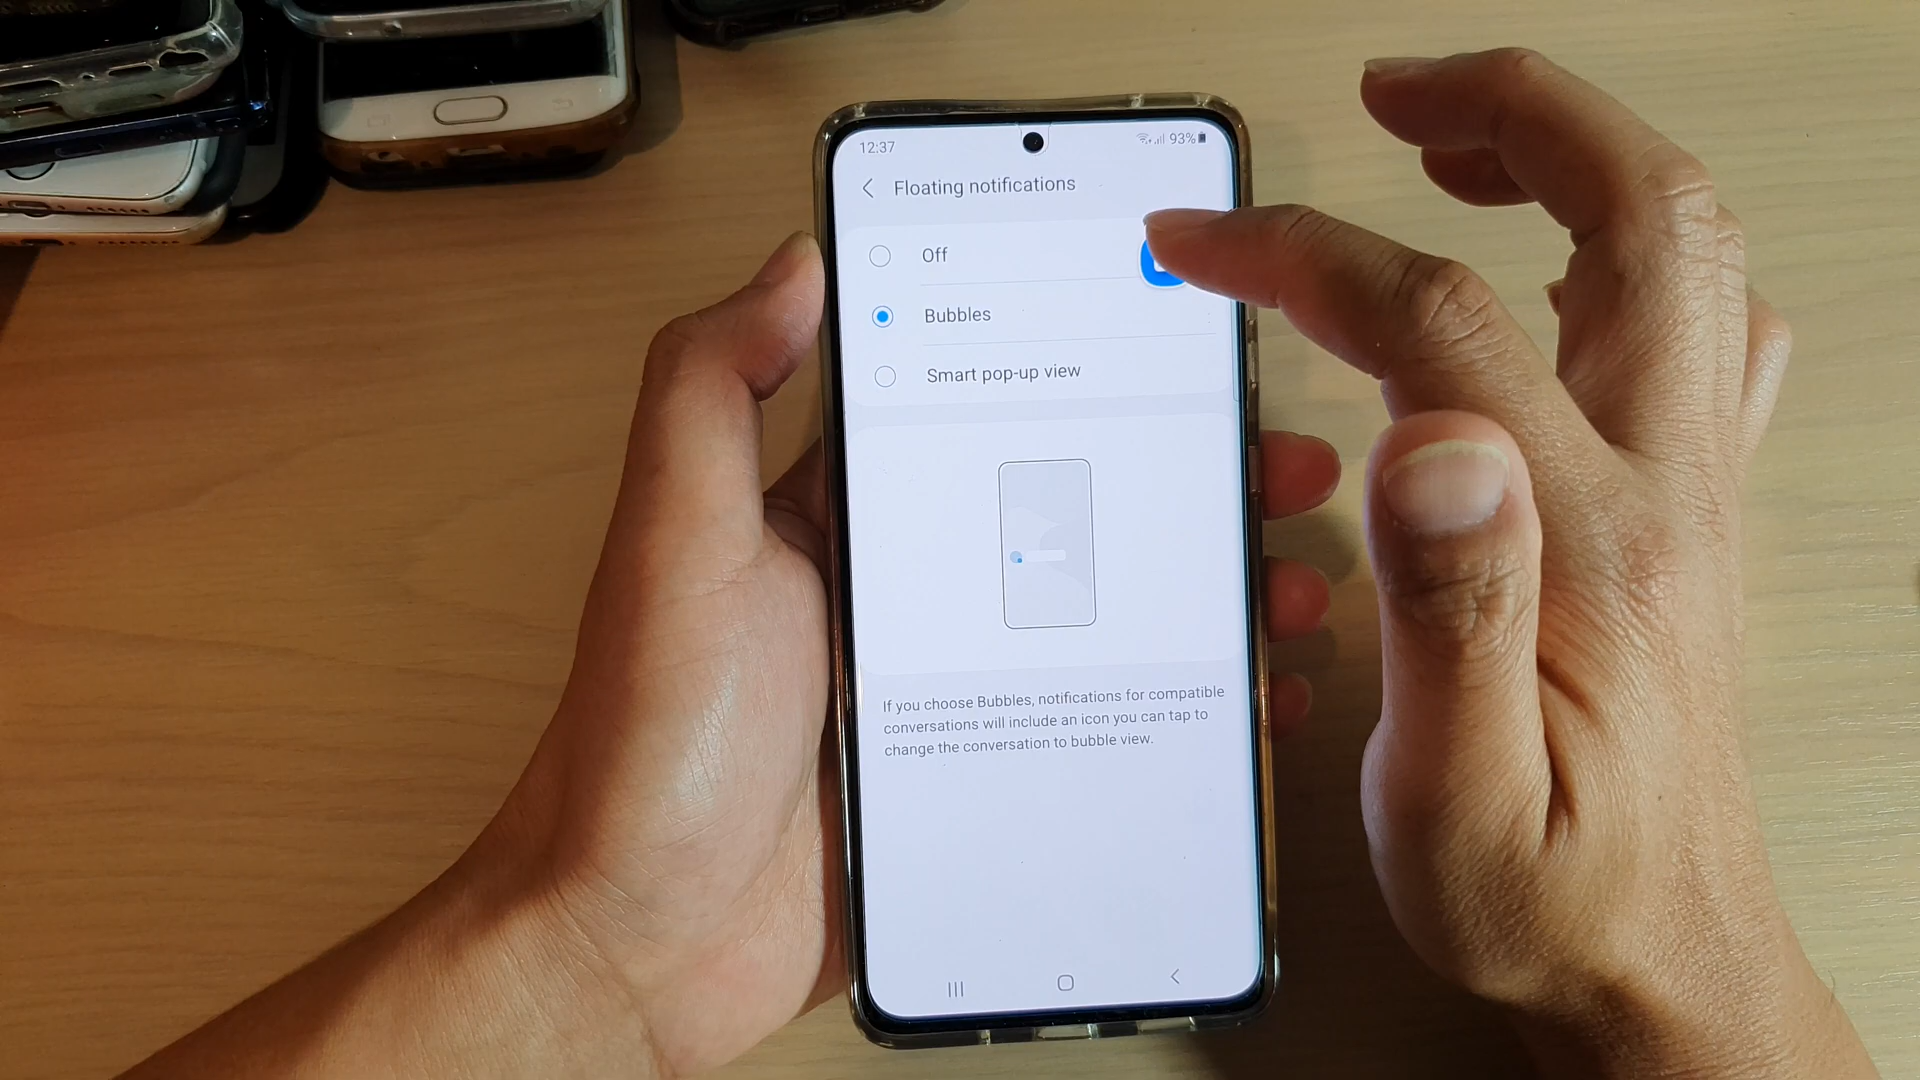 12:37
93%
Floating notifications
Off
Bubbles
Smart pop-up view
If you choose Bubbles, notifications for compatible
conversations will include an icon you can tap to
change the conversation to bubble view.